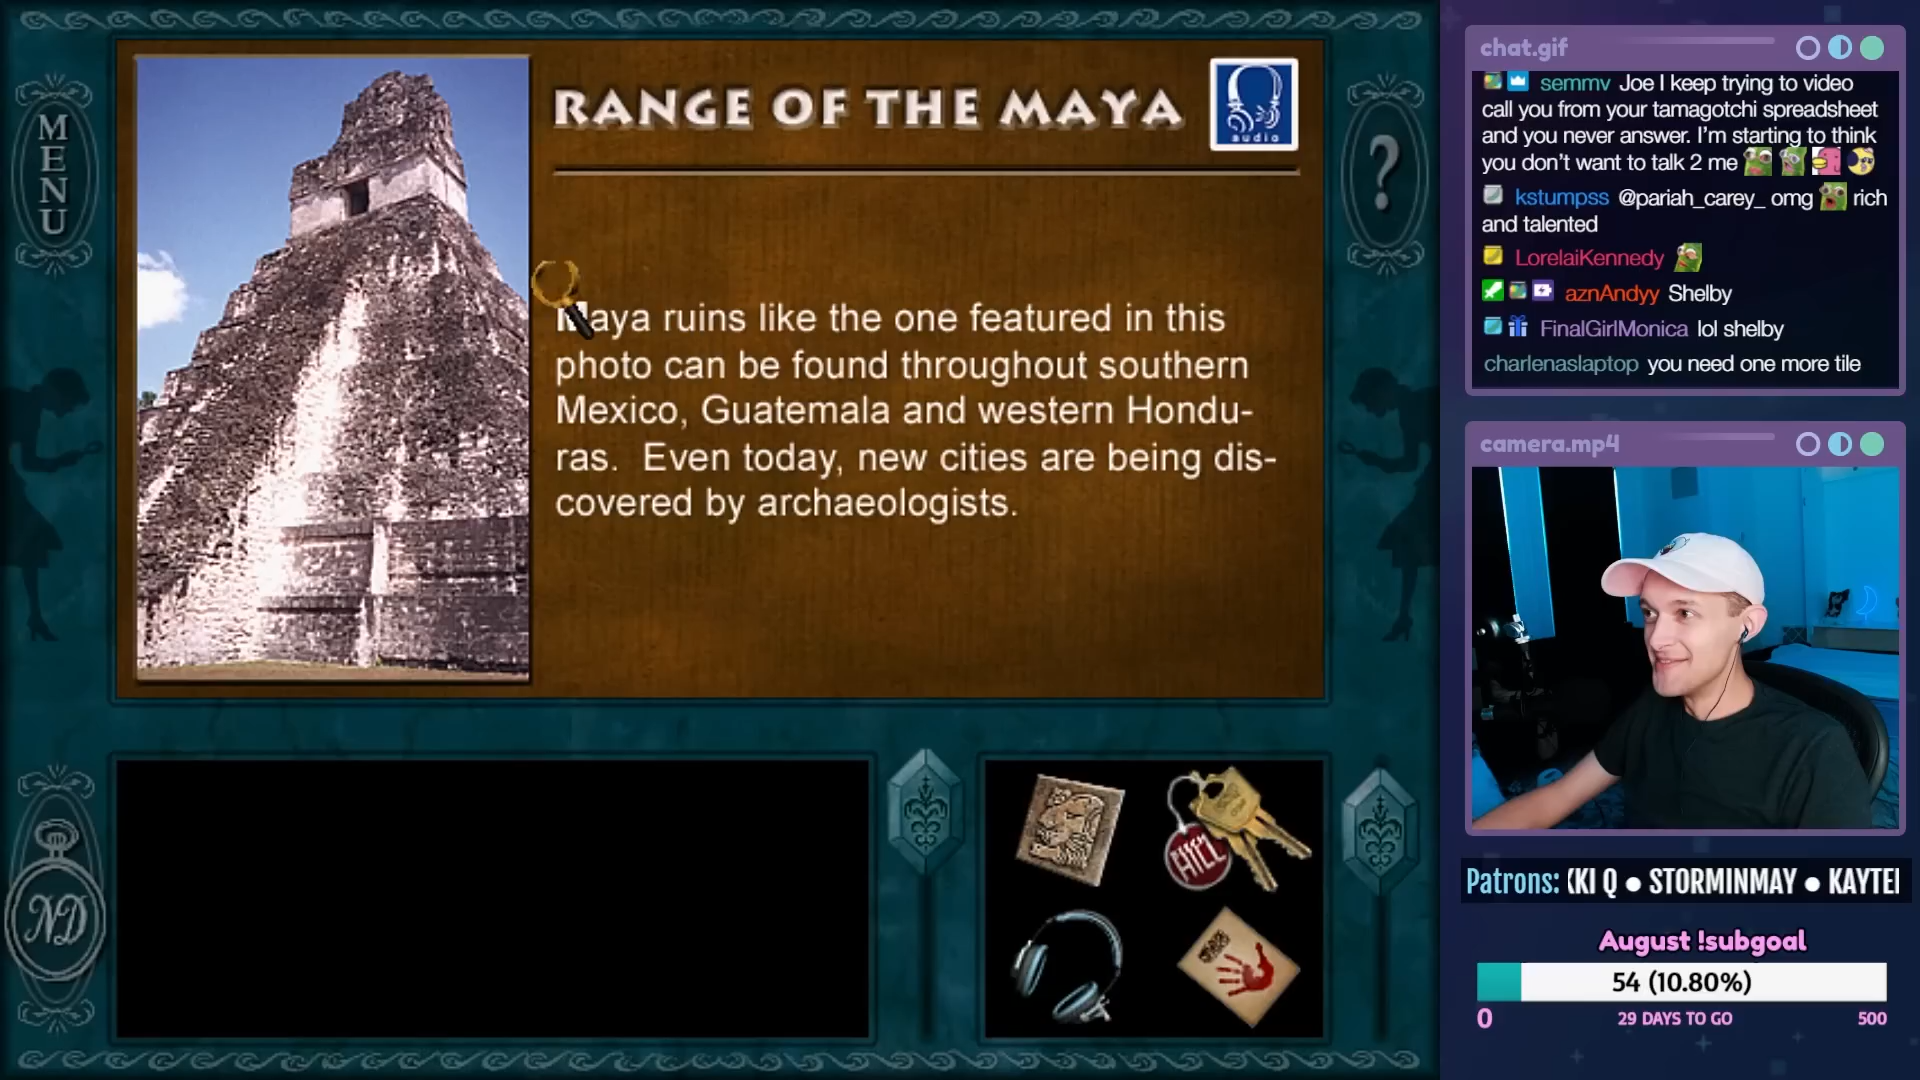 MENU
RANGE OF THE MAYA
audio
?
Maya ruins like the one featured in this
photo can be found throughout southern
Mexico, Guatemala and western Hondu-
ras.  Even today, new cities are being dis-
covered by archaeologists.
ND
HILL
chat.gif
semmv Joe I keep trying to video
call you from your tamagotchi spreadsheet
and you never answer. I'm starting to think
you don't want to talk 2 me
kstumpss @pariah_carey_ omg rich
and talented
LorelaiKennedy
aznAndyy Shelby
FinalGirlMonica lol shelby
charlenaslaptop you need one more tile
camera.mp4
Patrons: KKI Q ● STORMINMAY ● KAYTE
August !subgoal
54 (10.80%)
0 29 DAYS TO GO 500